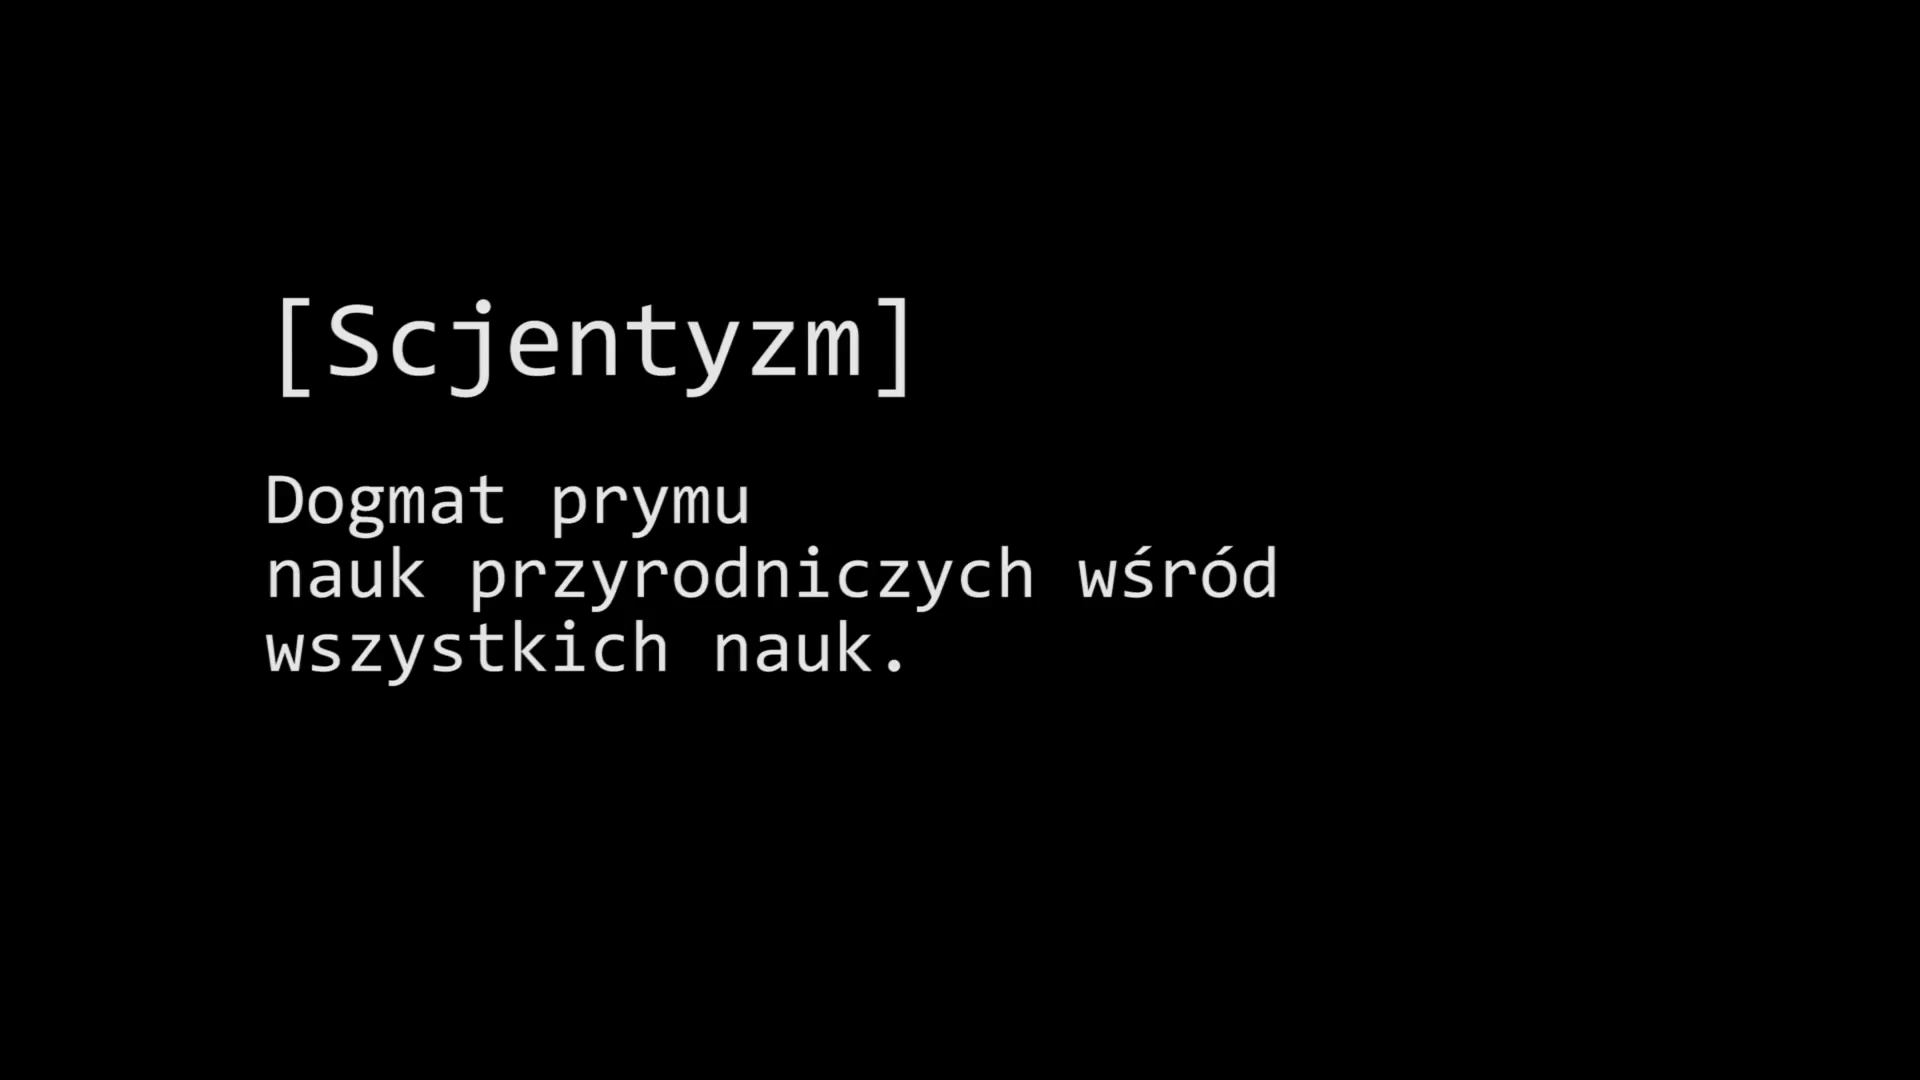 [Scjentyzm]
Dogmat prymu
nauk przyrodniczych wśród
wszystkich nauk.